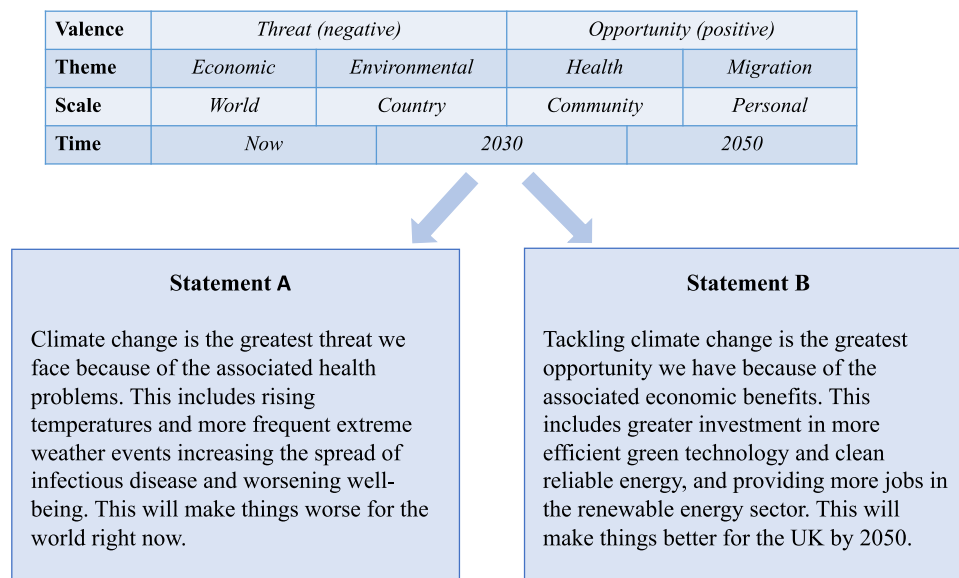 Valence Threat (negative) Opportunity (positive)
Theme Economic Environmental Health Migration
Scale World Country Community Personal
Time Now 2030 2050
Statement A
Climate change is the greatest threat we
face because of the associated health
problems. This includes rising
temperatures and more frequent extreme
weather events increasing the spread of
infectious disease and worsening well-
being. This will make things worse for the
world right now.
Statement B
Tackling climate change is the greatest
opportunity we have because of the
associated economic benefits. This
includes greater investment in more
efficient green technology and clean
reliable energy, and providing more jobs in
the renewable energy sector. This will
make things better for the UK by 2050.